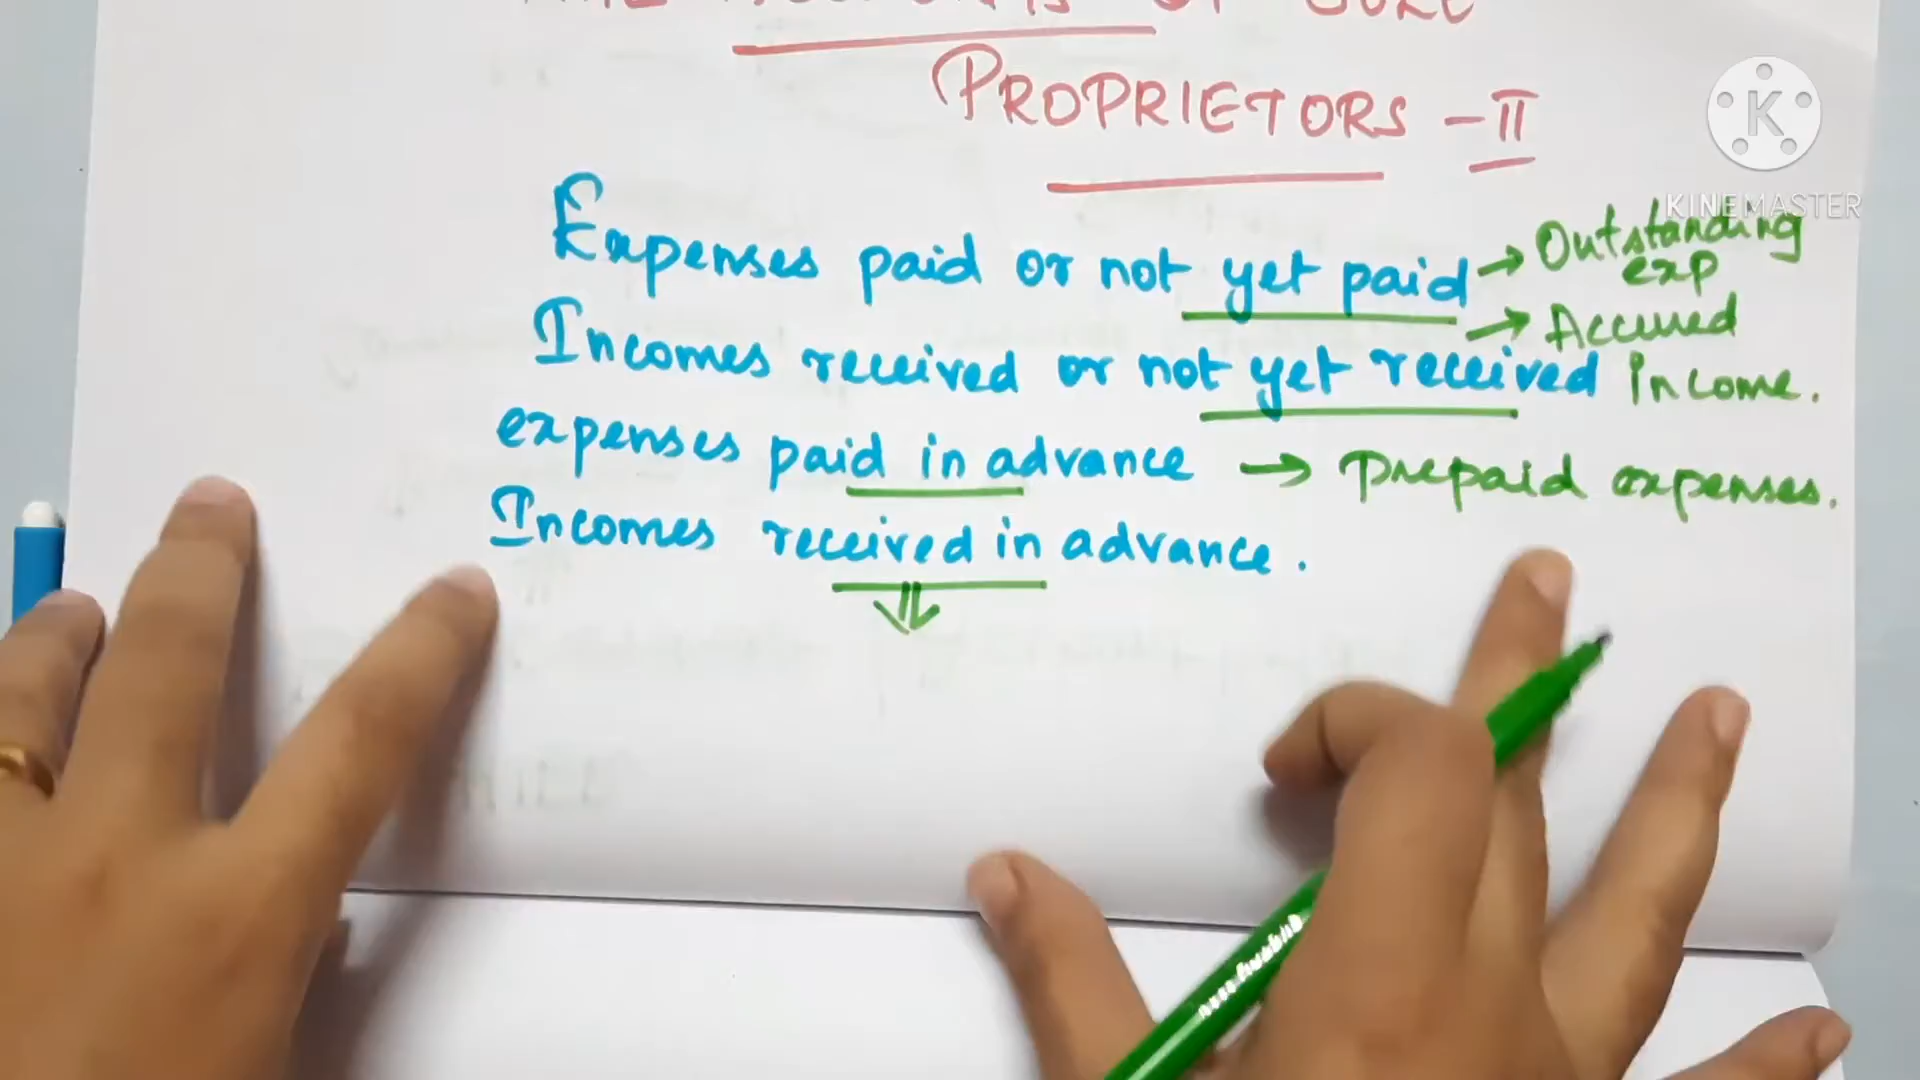 PROPRIETORS - II
KINEMASTER
Expenses paid or not yet paid → Outstanding exp
Incomes received or not yet received → Accured income.
expenses paid in advance → prepaid expenses.
Incomes received in advance.